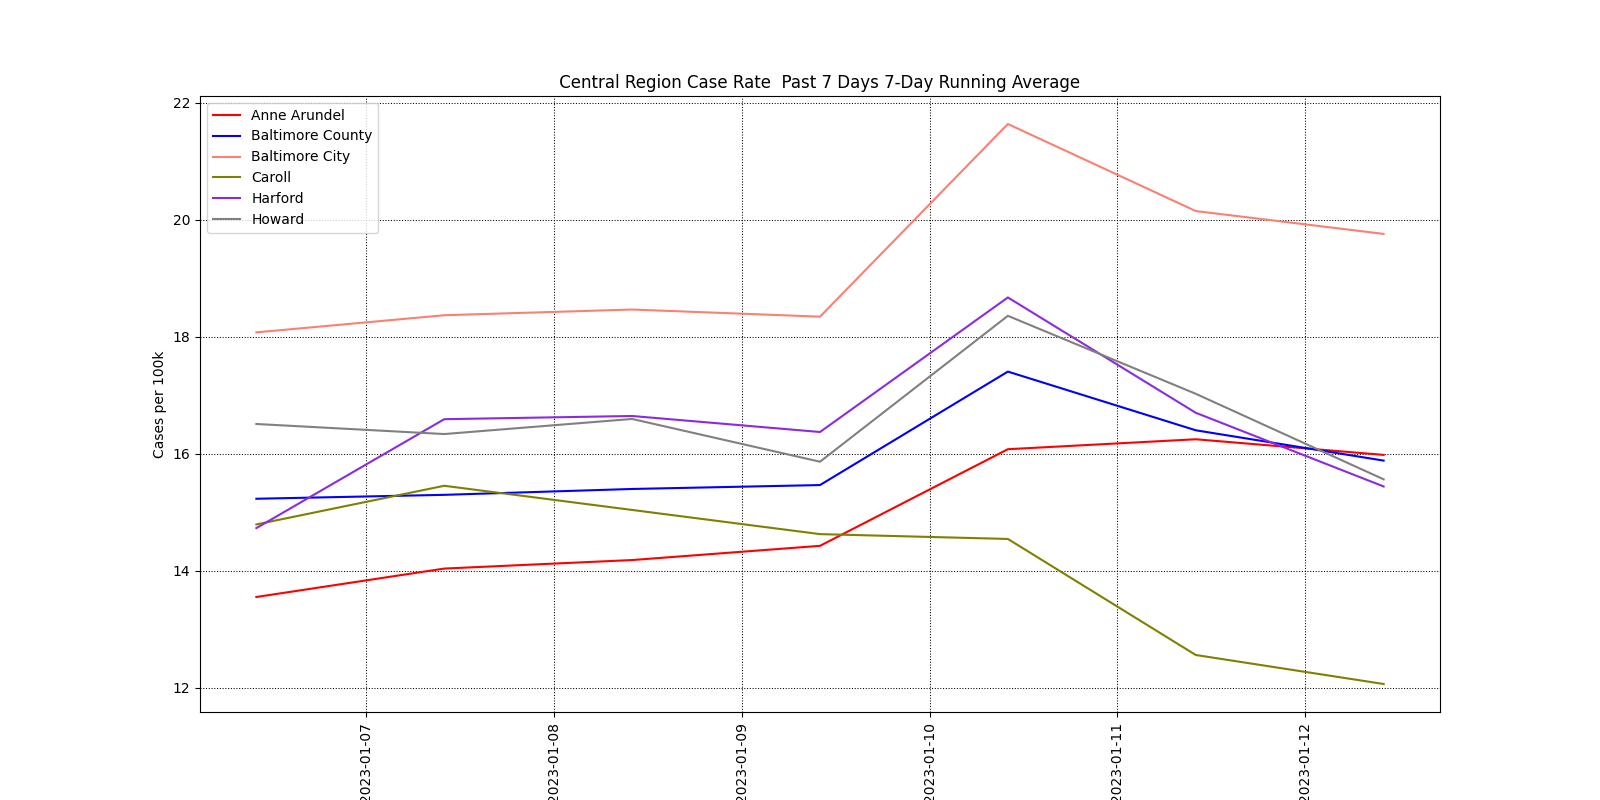 Central Region Case Rate  Past 7 Days 7-Day Running Average
22
20
18
16
14
12
Cases per 100k
Anne Arundel
Baltimore County
Baltimore City
Caroll
Harford
Howard
2023-01-07
2023-01-08
2023-01-09
2023-01-10
2023-01-11
2023-01-12